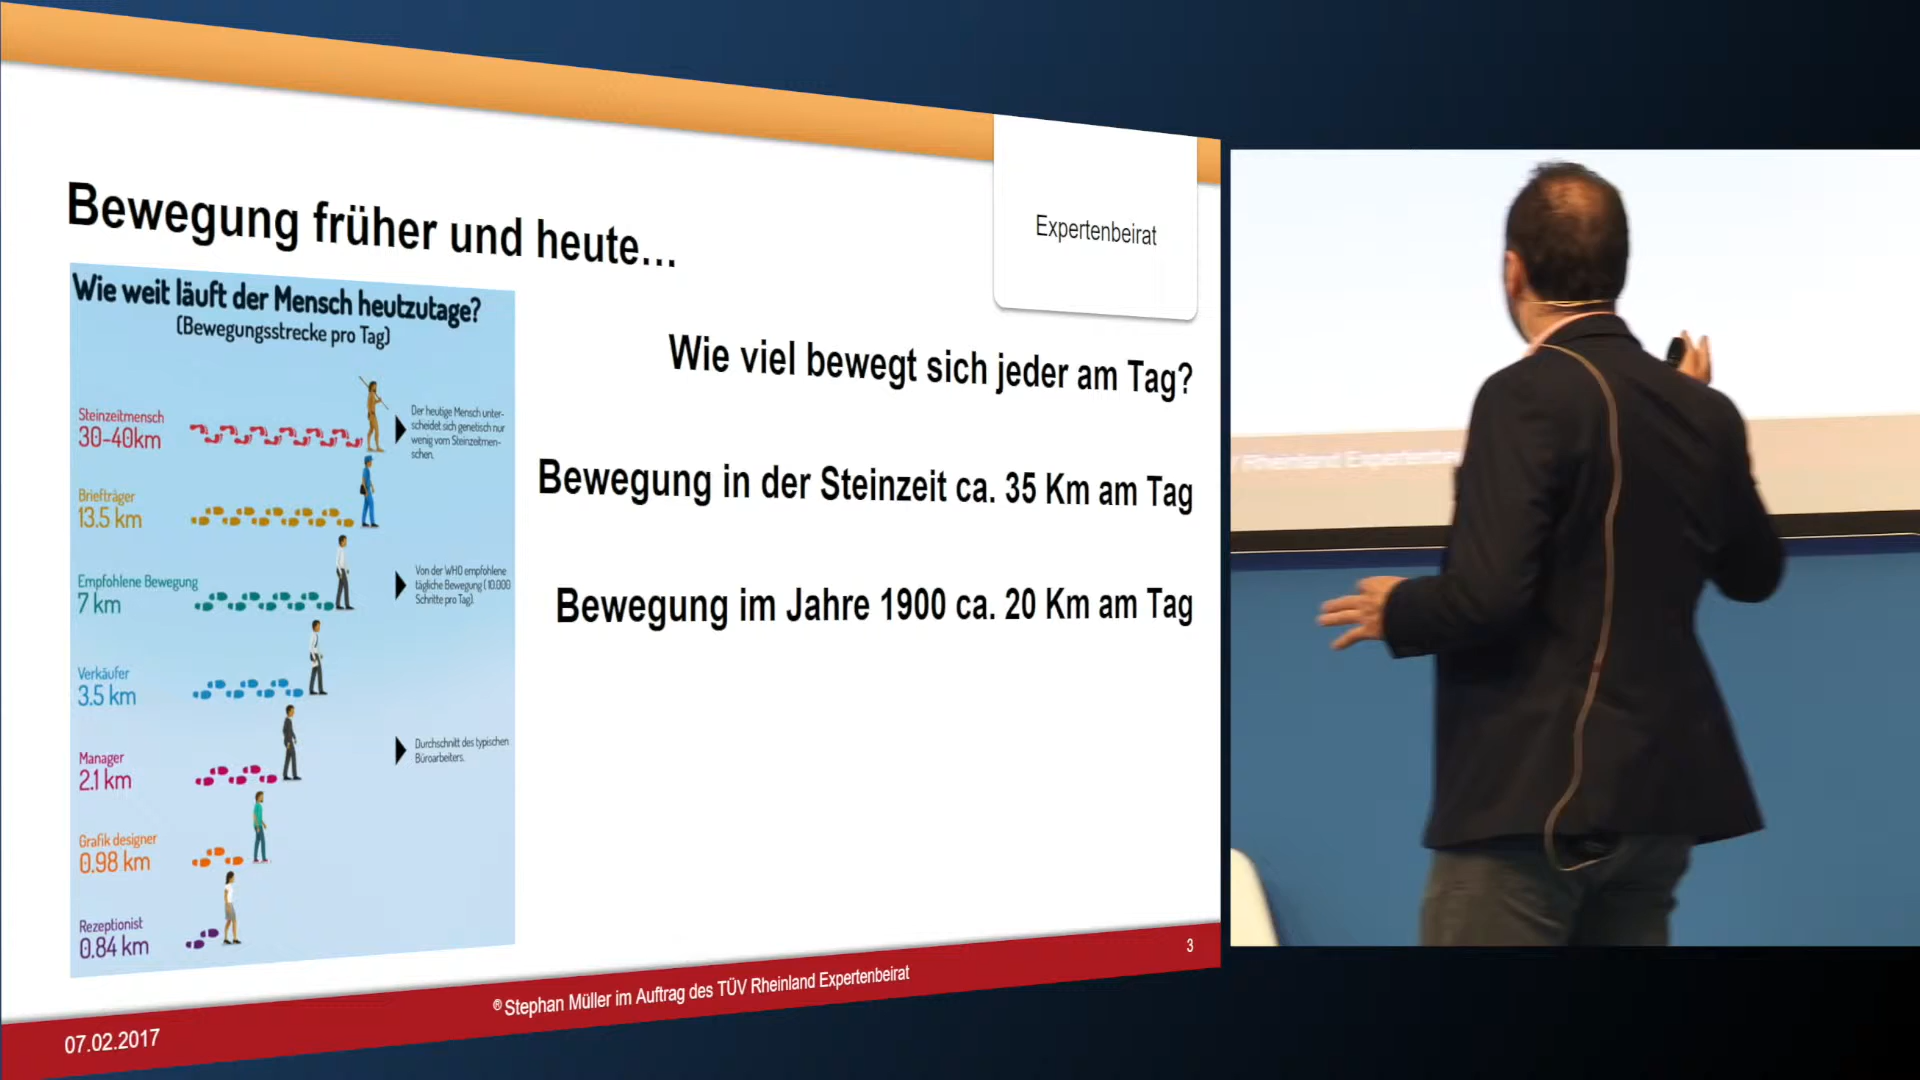 Bewegung früher und heute...
Expertenbeirat
Wie weit läuft der Mensch heutzutage?
(Bewegungsstrecke pro Tag)
Steinzeitmensch
30-40km
Der heutige Mensch unter-
scheidet sich genetisch nur
wenig vom Steinzeitmen-
schen.
Briefträger
13.5 km
Empfohlene Bewegung
7 km
Von der WHO empfohlene
tägliche Bewegung (10.000
Schritte pro Tag).
Verkäufer
3.5 km
Manager
2.1 km
Durchschnitt des typischen
Büroarbeiters.
Grafik designer
0.98 km
Rezeptionist
0.84 km
Wie viel bewegt sich jeder am Tag?
Bewegung in der Steinzeit ca. 35 Km am Tag
Bewegung im Jahre 1900 ca. 20 Km am Tag
07.02.2017
® Stephan Müller im Auftrag des TÜV Rheinland Expertenbeirat
3
Rheinland